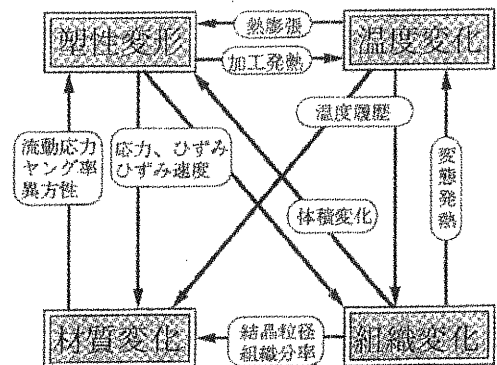 熱膨張
塑性変形
温度変化
加工発熱
温度履歴
流動応力
ヤング率
異方性
応力、ひずみ
ひずみ速度
変態発熱
体積変化
材質変化
結晶粒径
組織分率
組織変化